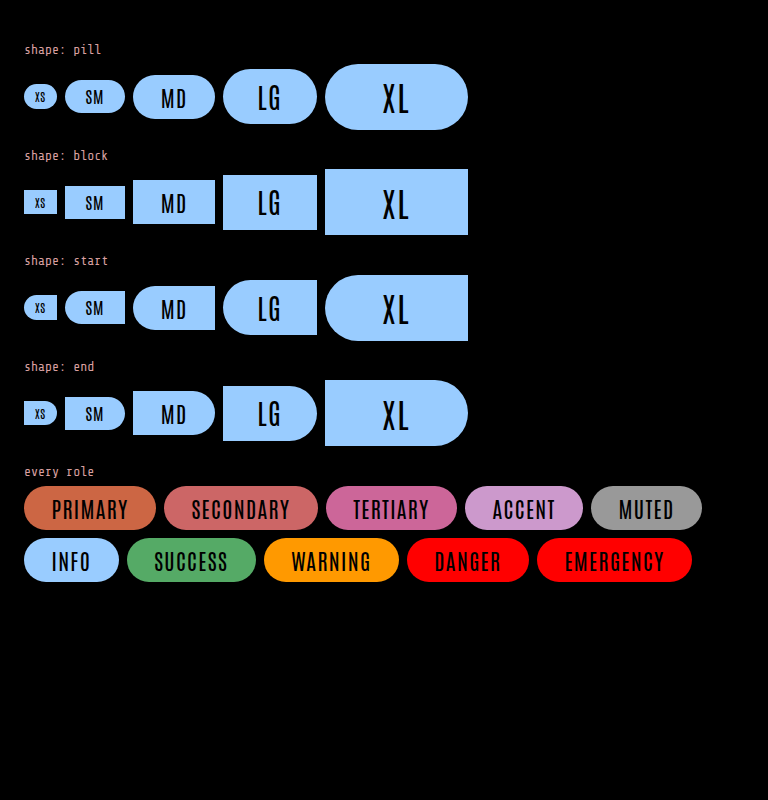 shape: pill
XS SM MD LG XL
shape: block
XS SM MD LG XL
shape: start
XS SM MD LG XL
shape: end
XS SM MD LG XL
every role
PRIMARY SECONDARY TERTIARY ACCENT MUTED
INFO SUCCESS WARNING DANGER EMERGENCY